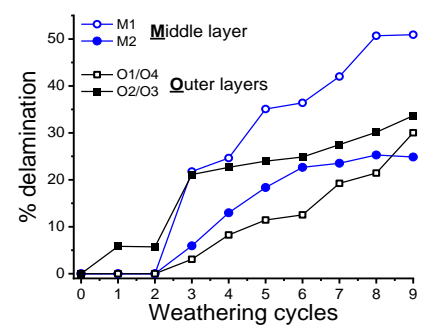 M1
M2
Middle layer
O1/O4
O2/O3
Outer layers
50
40
30
20
10
0
% delamination
0 1 2 3 4 5 6 7 8 9
Weathering cycles